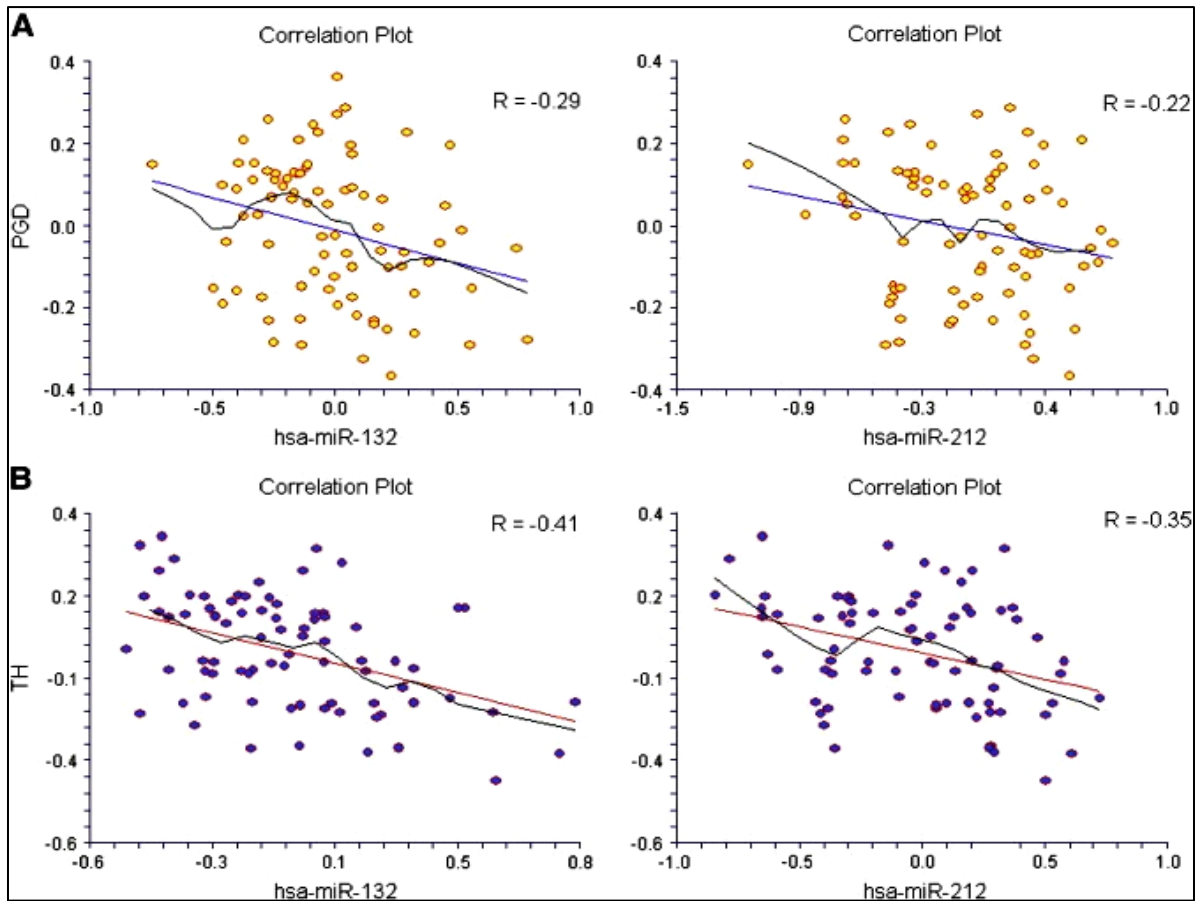 A
Correlation Plot
Correlation Plot
R = -0.29
R = -0.22
0.4
0.2
0.0
-0.2
-0.4
PGD
-1.0 -0.5 0.0 0.5 1.0
hsa-miR-132
0.4
0.2
0.0
-0.2
-0.4
-1.5 -0.9 -0.3 0.4 1.0
hsa-miR-212
B
Correlation Plot
Correlation Plot
R = -0.41
R = -0.35
0.4
0.2
-0.1
-0.4
-0.6
TH
-0.6 -0.3 0.1 0.5 0.8
hsa-miR-132
0.4
0.2
-0.1
-0.4
-0.6
-1.0 -0.5 0.0 0.5 1.0
hsa-miR-212